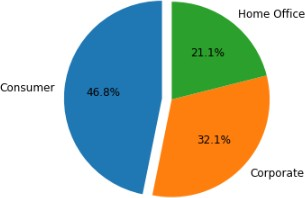 Home Office
21.1%
Consumer
46.8%
32.1%
Corporate